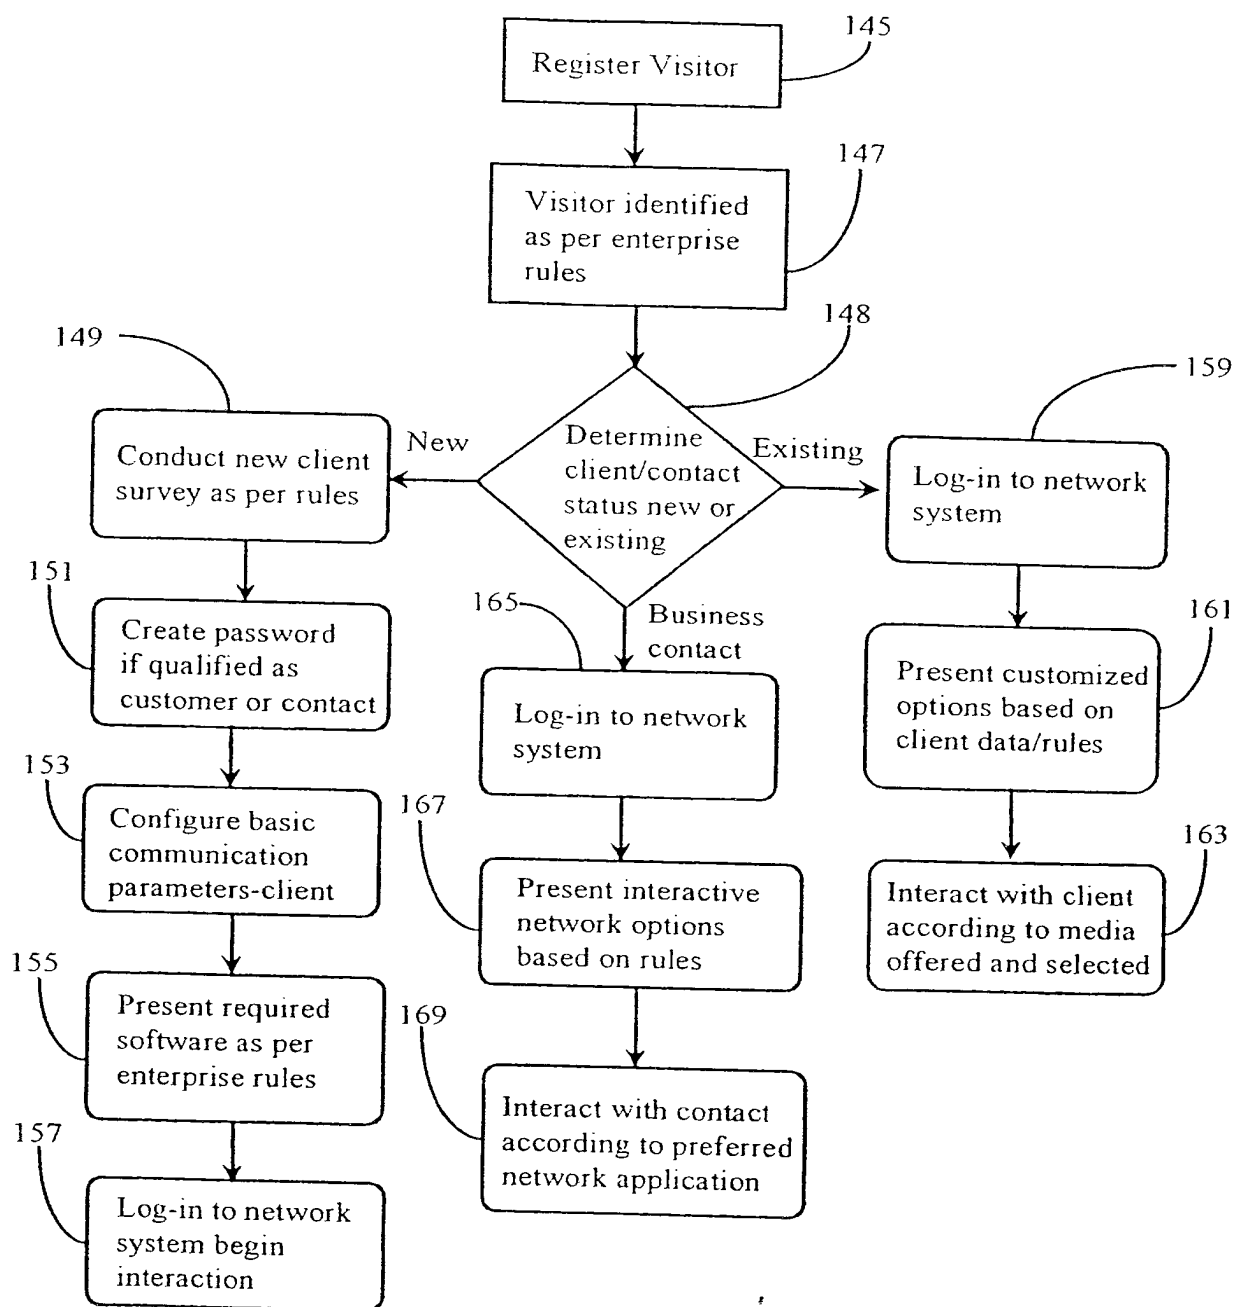 145
Register Visitor
147
Visitor identified
as per enterprise
rules
148
149
159
New
Determine
client/contact
status new or
existing
Existing
Conduct new client
survey as per rules
Log-in to network
system
151
Create password
if qualified as
customer or contact
165
Business
contact
161
Log-in to network
system
Present customized
options based on
client data/rules
153
Configure basic
communication
parameters-client
167
Present interactive
network options
based on rules
163
Interact with client
according to media
offered and selected
155
Present required
software as per
enterprise rules
169
Interact with contact
according to preferred
network application
157
Log-in to network
system begin
interaction